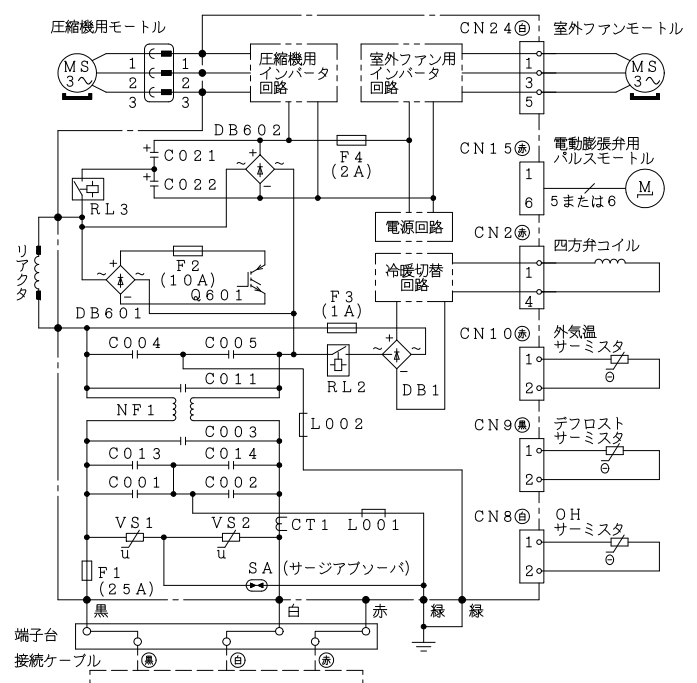 圧縮機用モートル
CN24㊐白 室外ファンモートル
MS
3～
1 1
2 2
3 3
圧縮機用
インバータ
回路
室外ファン用
インバータ
回路
1
3
5
MS
3～
DB602
+
C021
+
C022
～ + ～
－
F4
(2A)
CN15赤
電動膨張弁用
パルスモートル
1
6
5または6
M
RL3
電源回路
CN2赤
四方弁コイル
リアクタ
F2
(10A)
Q601
+
－
DB601
冷暖切替
回路
1
4
F3
(1A)
CN10赤
外気温
サーミスタ
C004 C005
RL2
～ + ～
－
DB1
1
2
θ
C011
NF1
L002
CN9黒
デフロスト
サーミスタ
C003
C013 C014
C001 C002
1
2
θ
VS1 VS2
u u
CT1 L001
CN8白
OH
サーミスタ
1
2
θ
SA (サージアブソーバ)
F1
(25A)
黒 白 赤 緑 緑
端子台
接続ケーブル
黒 白 赤